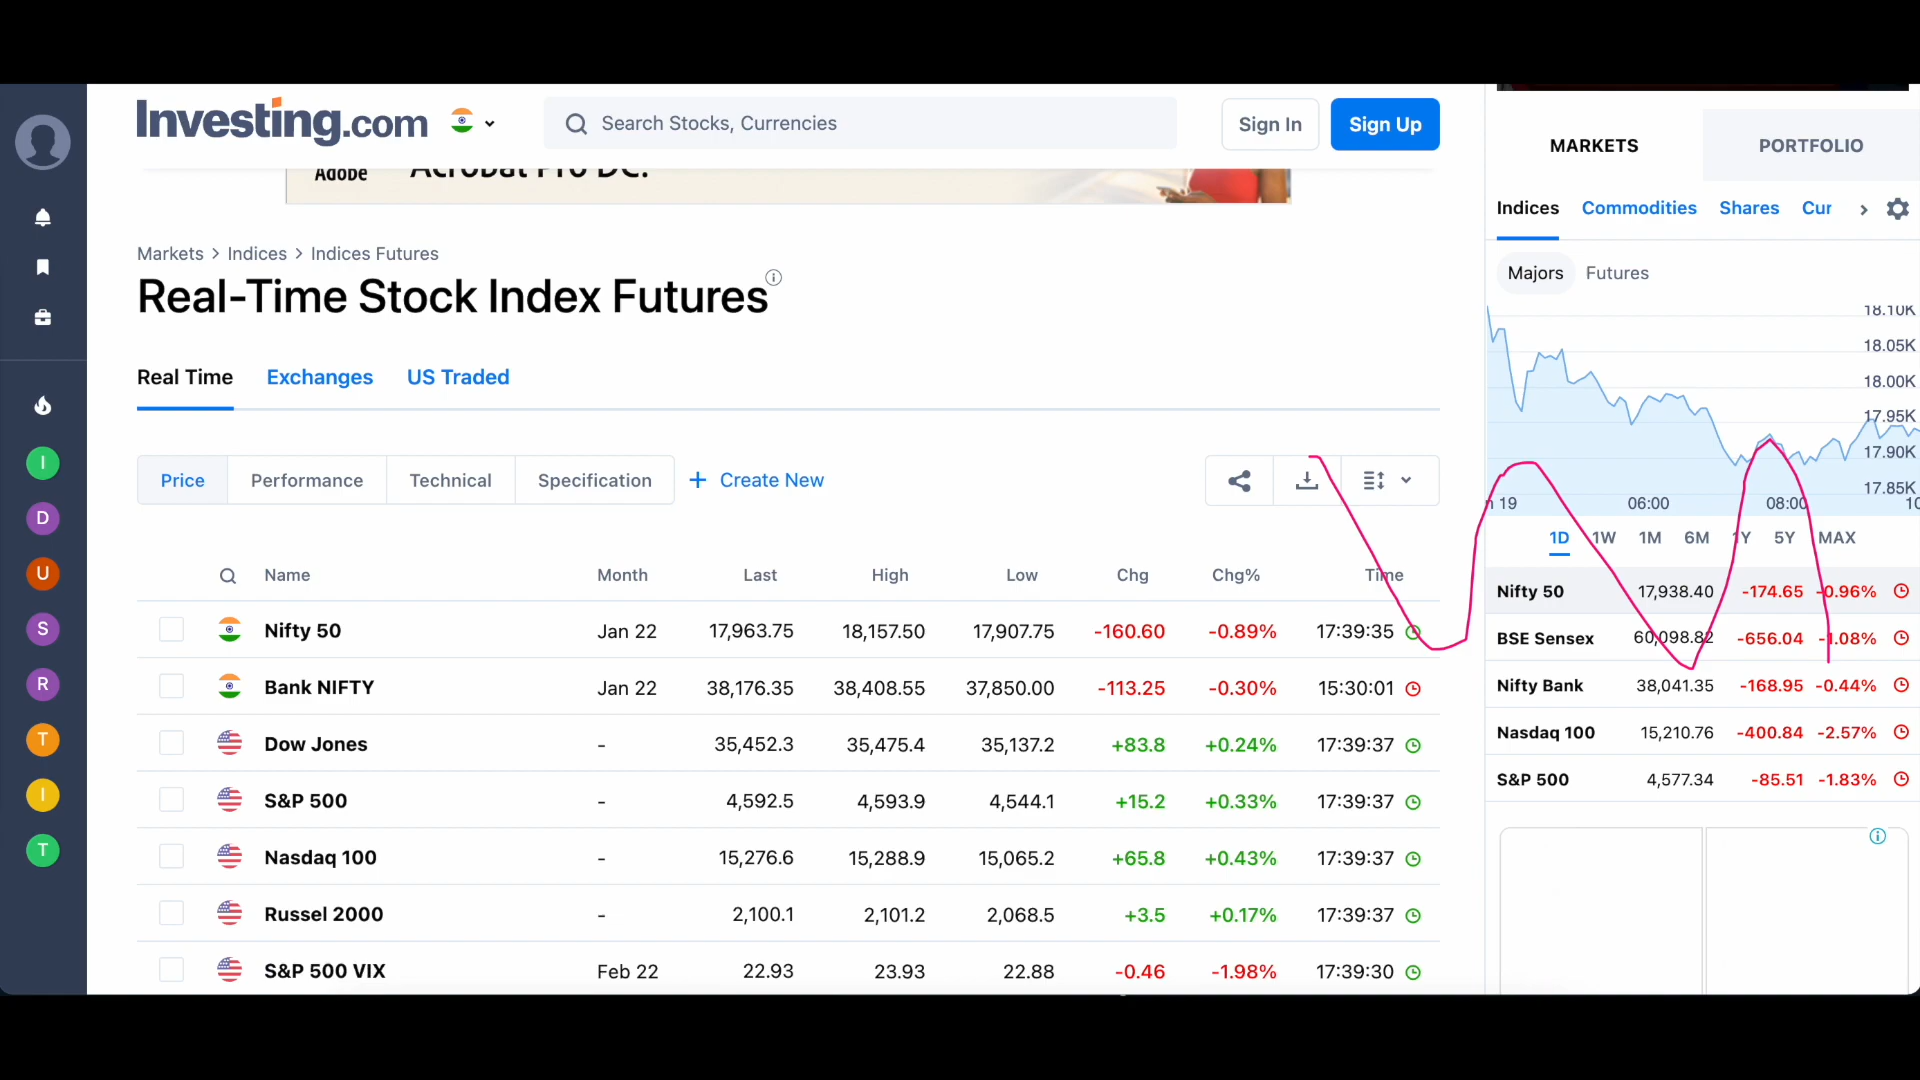 Investing.com
Search Stocks, Currencies
Sign In
Sign Up
Adobe
Acrobat Pro DC.
Markets > Indices > Indices Futures
Real-Time Stock Index Futures
Real Time Exchanges US Traded
Price Performance Technical Specification + Create New
Name Month Last High Low Chg Chg% Time
Nifty 50 Jan 22 17,963.75 18,157.50 17,907.75 -160.60 -0.89% 17:39:35
Bank NIFTY Jan 22 38,176.35 38,408.55 37,850.00 -113.25 -0.30% 15:30:01
Dow Jones - 35,452.3 35,475.4 35,137.2 +83.8 +0.24% 17:39:37
S&P 500 - 4,592.5 4,593.9 4,544.1 +15.2 +0.33% 17:39:37
Nasdaq 100 - 15,276.6 15,288.9 15,065.2 +65.8 +0.43% 17:39:37
Russel 2000 - 2,100.1 2,101.2 2,068.5 +3.5 +0.17% 17:39:37
S&P 500 VIX Feb 22 22.93 23.93 22.88 -0.46 -1.98% 17:39:30
I
D
U
S
R
T
I
T
MARKETS PORTFOLIO
Indices Commodities Shares Cur
Majors Futures
18.10K
18.05K
18.00K
17.95K
17.90K
17.85K
n 19 06:00 08:00 10
1D 1W 1M 6M 1Y 5Y MAX
Nifty 50 17,938.40 -174.65 -0.96%
BSE Sensex 60,098.82 -656.04 -1.08%
Nifty Bank 38,041.35 -168.95 -0.44%
Nasdaq 100 15,210.76 -400.84 -2.57%
S&P 500 4,577.34 -85.51 -1.83%